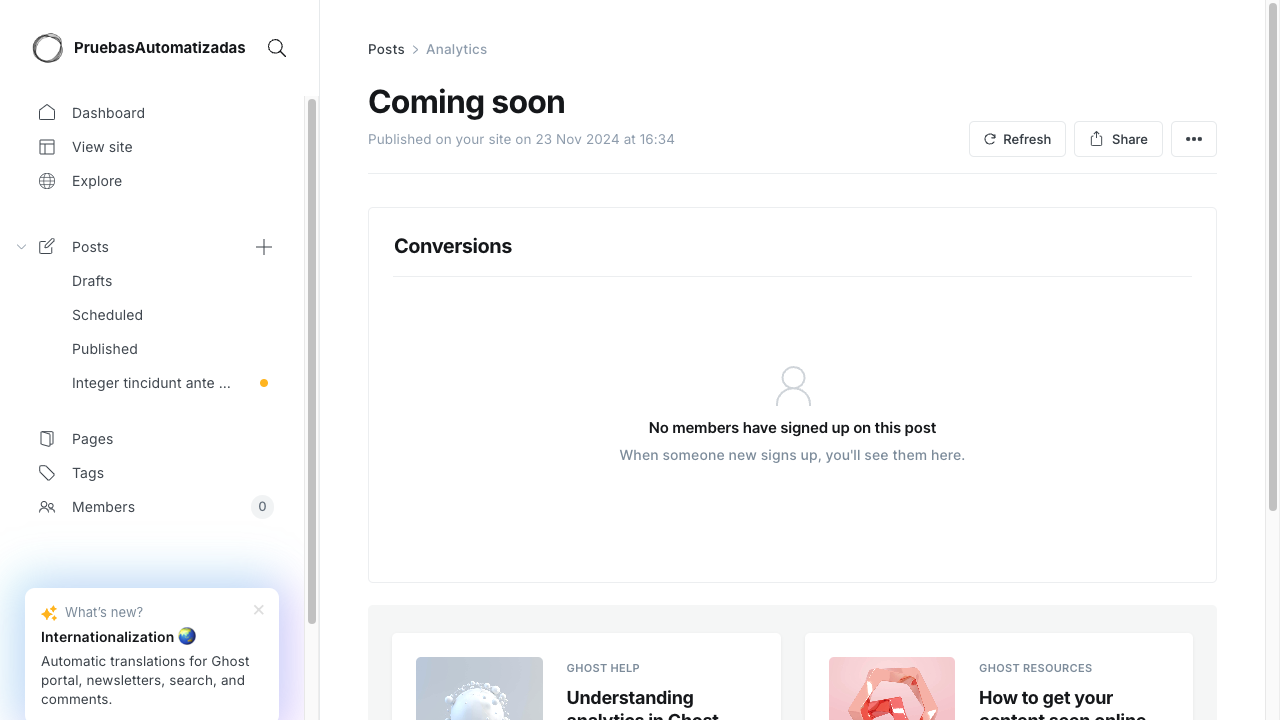 PruebasAutomatizadas
Dashboard
View site
Explore
Posts
Drafts
Scheduled
Published
Integer tincidunt ante ...
Pages
Tags
Members
0
What's new?
Internationalization
Automatic translations for Ghost
portal, newsletters, search, and
comments.
Posts
Analytics
Coming soon
Published on your site on 23 Nov 2024 at 16:34
Refresh
Share
Conversions
No members have signed up on this post
When someone new signs up, you'll see them here.
GHOST HELP
Understanding
analytics in Ghost
GHOST RESOURCES
How to get your
content seen online